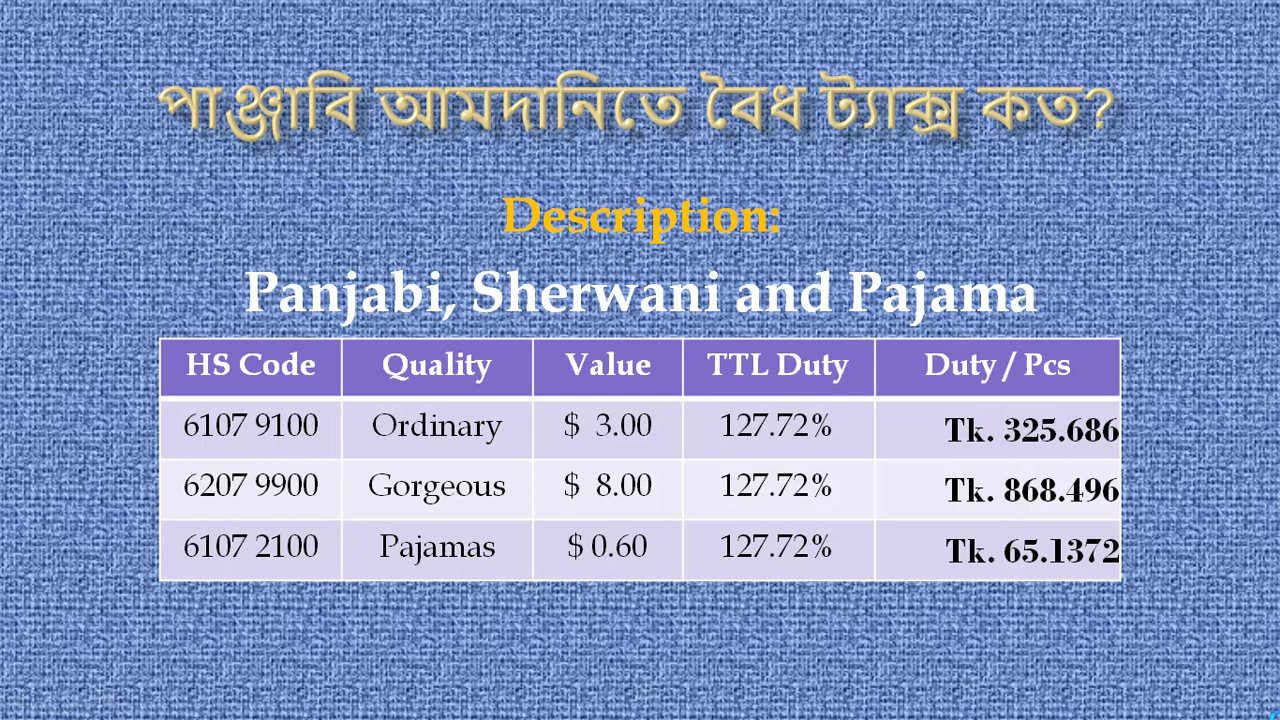 পাঞ্জাবি আমদানিতে বৈধ ট্যাক্স কত?
Description:
Panjabi, Sherwani and Pajama
HS Code Quality Value TTL Duty Duty / Pcs
6107 9100 Ordinary $ 3.00 127.72% Tk. 325.686
6207 9900 Gorgeous $ 8.00 127.72% Tk. 868.496
6107 2100 Pajamas $ 0.60 127.72% Tk. 65.1372